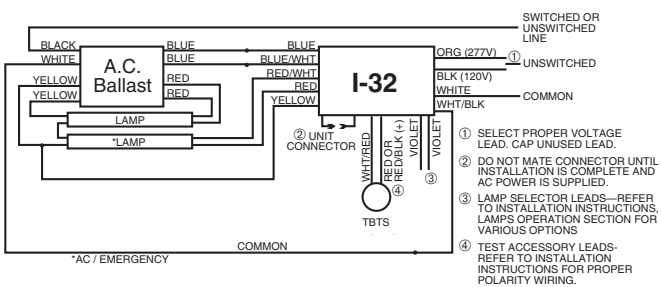 SWITCHED OR
UNSWITCHED
LINE
BLACK
BLUE
BLUE
ORG (277V)
①
UNSWITCHED
WHITE
BLUE
BLUE/WHT
A.C.
Ballast
I-32
YELLOW
RED
RED/WHT
BLK (120V)
YELLOW
RED
RED
WHITE
COMMON
YELLOW
WHT/BLK
LAMP
*LAMP
② UNIT
CONNECTOR
WHT/RED
RED OR
RED/BLK (+)
VIOLET
VIOLET
③
④
TBTS
COMMON
*AC / EMERGENCY
① SELECT PROPER VOLTAGE
LEAD. CAP UNUSED LEAD.
② DO NOT MATE CONNECTOR UNTIL
INSTALLATION IS COMPLETE AND
AC POWER IS SUPPLIED.
③ LAMP SELECTOR LEADS—REFER
TO INSTALLATION INSTRUCTIONS,
LAMPS OPERATION SECTION FOR
VARIOUS OPTIONS
④ TEST ACCESSORY LEADS-
REFER TO INSTALLATION
INSTRUCTIONS FOR PROPER
POLARITY WIRING.